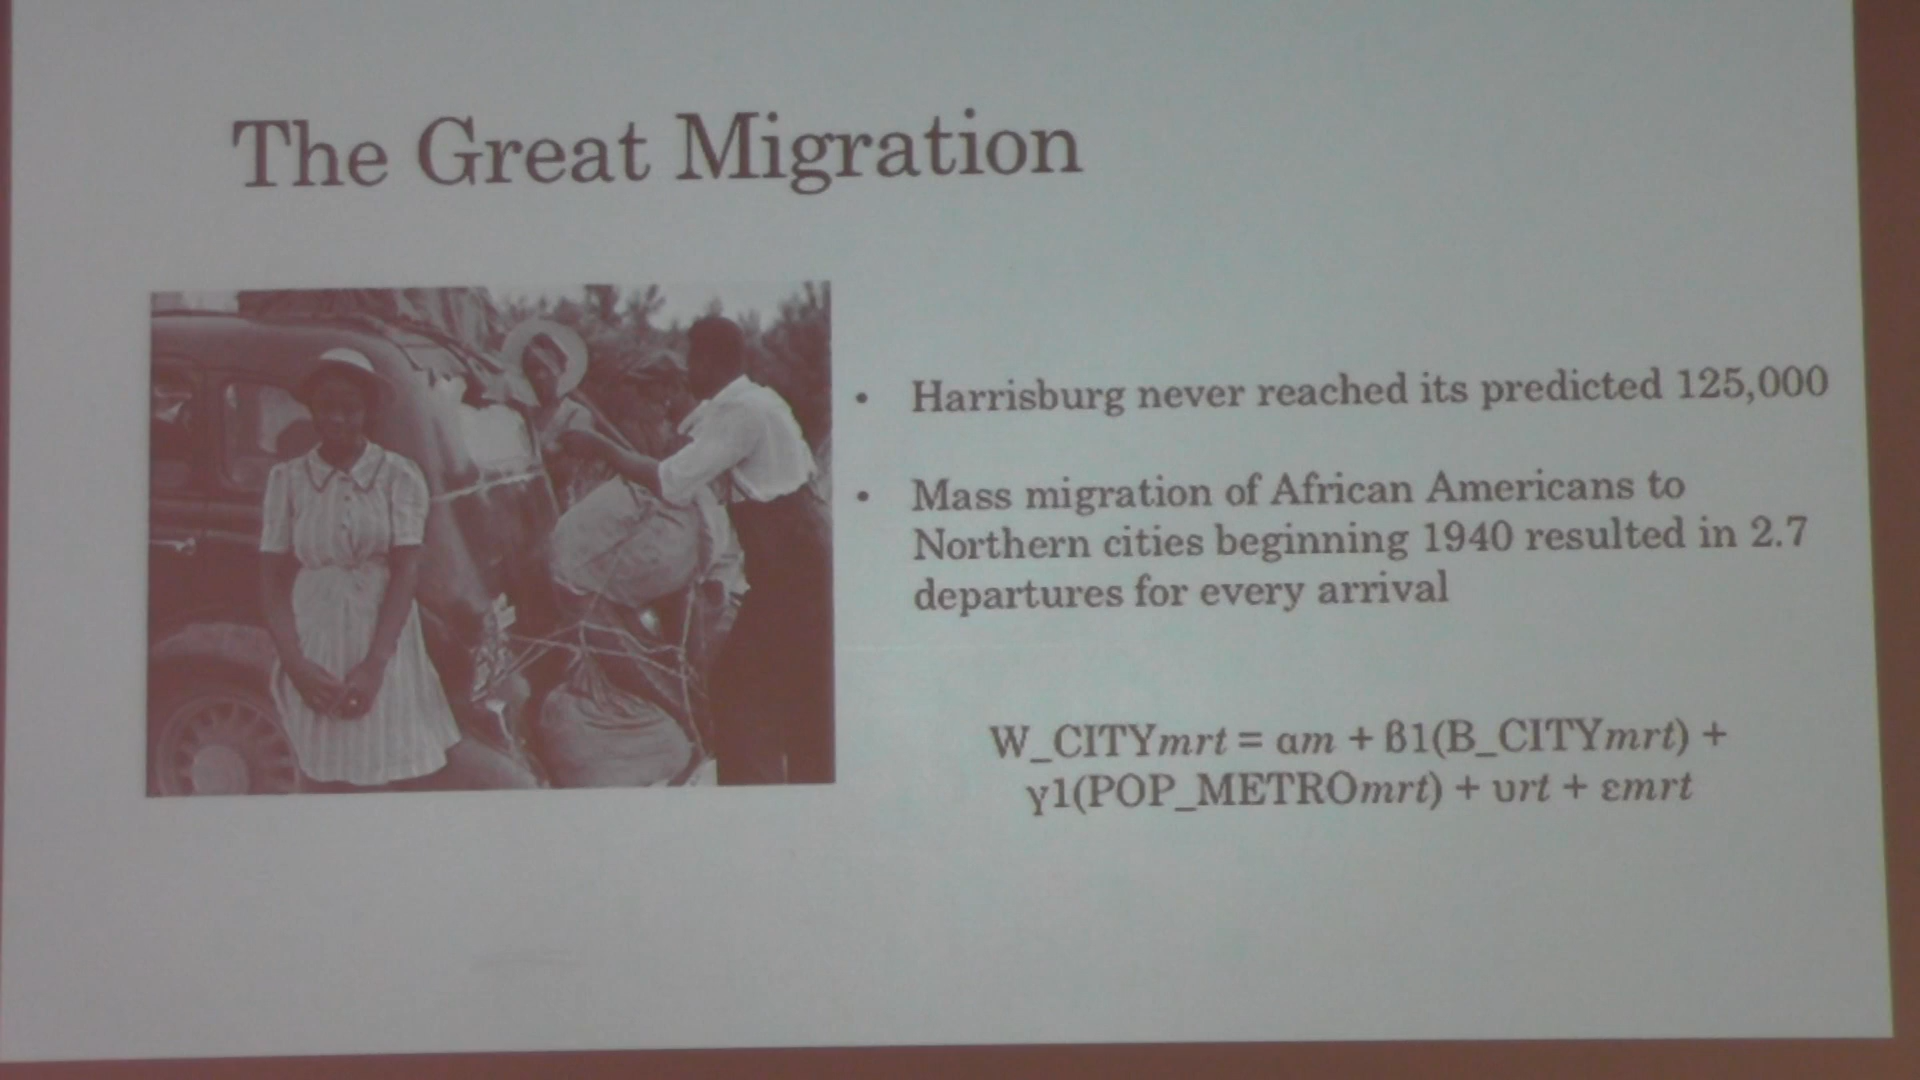 The Great Migration
• Harrisburg never reached its predicted 125,000
• Mass migration of African Americans to
Northern cities beginning 1940 resulted in 2.7
departures for every arrival
W_CITYmrt = αm + β1(B_CITYmrt) +
γ1(POP_METROmrt) + υrt + εmrt